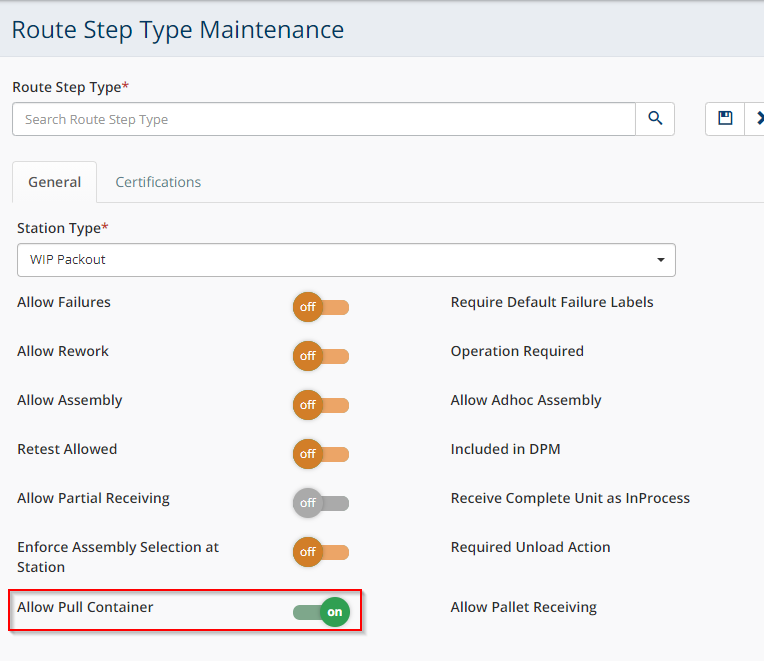 Route Step Type Maintenance
Route Step Type*
Search Route Step Type
General Certifications
Station Type*
WIP Packout
Allow Failures off Require Default Failure Labels
Allow Rework off Operation Required
Allow Assembly off Allow Adhoc Assembly
Retest Allowed off Included in DPM
Allow Partial Receiving off Receive Complete Unit as InProcess
Enforce Assembly Selection at off Required Unload Action
Station
Allow Pull Container on Allow Pallet Receiving